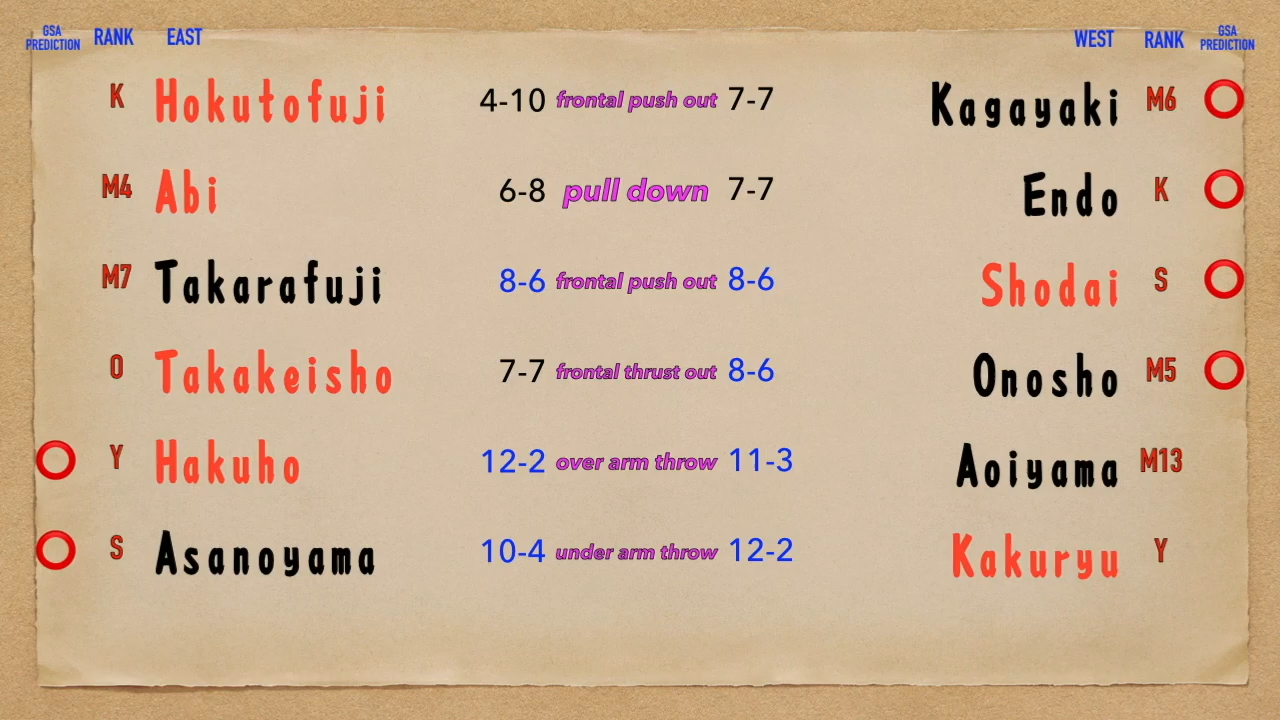 GSA PREDICTION RANK EAST WEST RANK GSA PREDICTION
K Hokutofuji 4-10 frontal push out 7-7 Kagayaki M6
M4 Abi 6-8 pull down 7-7 Endo K
M7 Takarafuji 8-6 frontal push out 8-6 Shodai S
O Takakeisho 7-7 frontal thrust out 8-6 Onosho M5
Y Hakuho 12-2 over arm throw 11-3 Aoiyama M13
S Asanoyama 10-4 under arm throw 12-2 Kakuryu Y